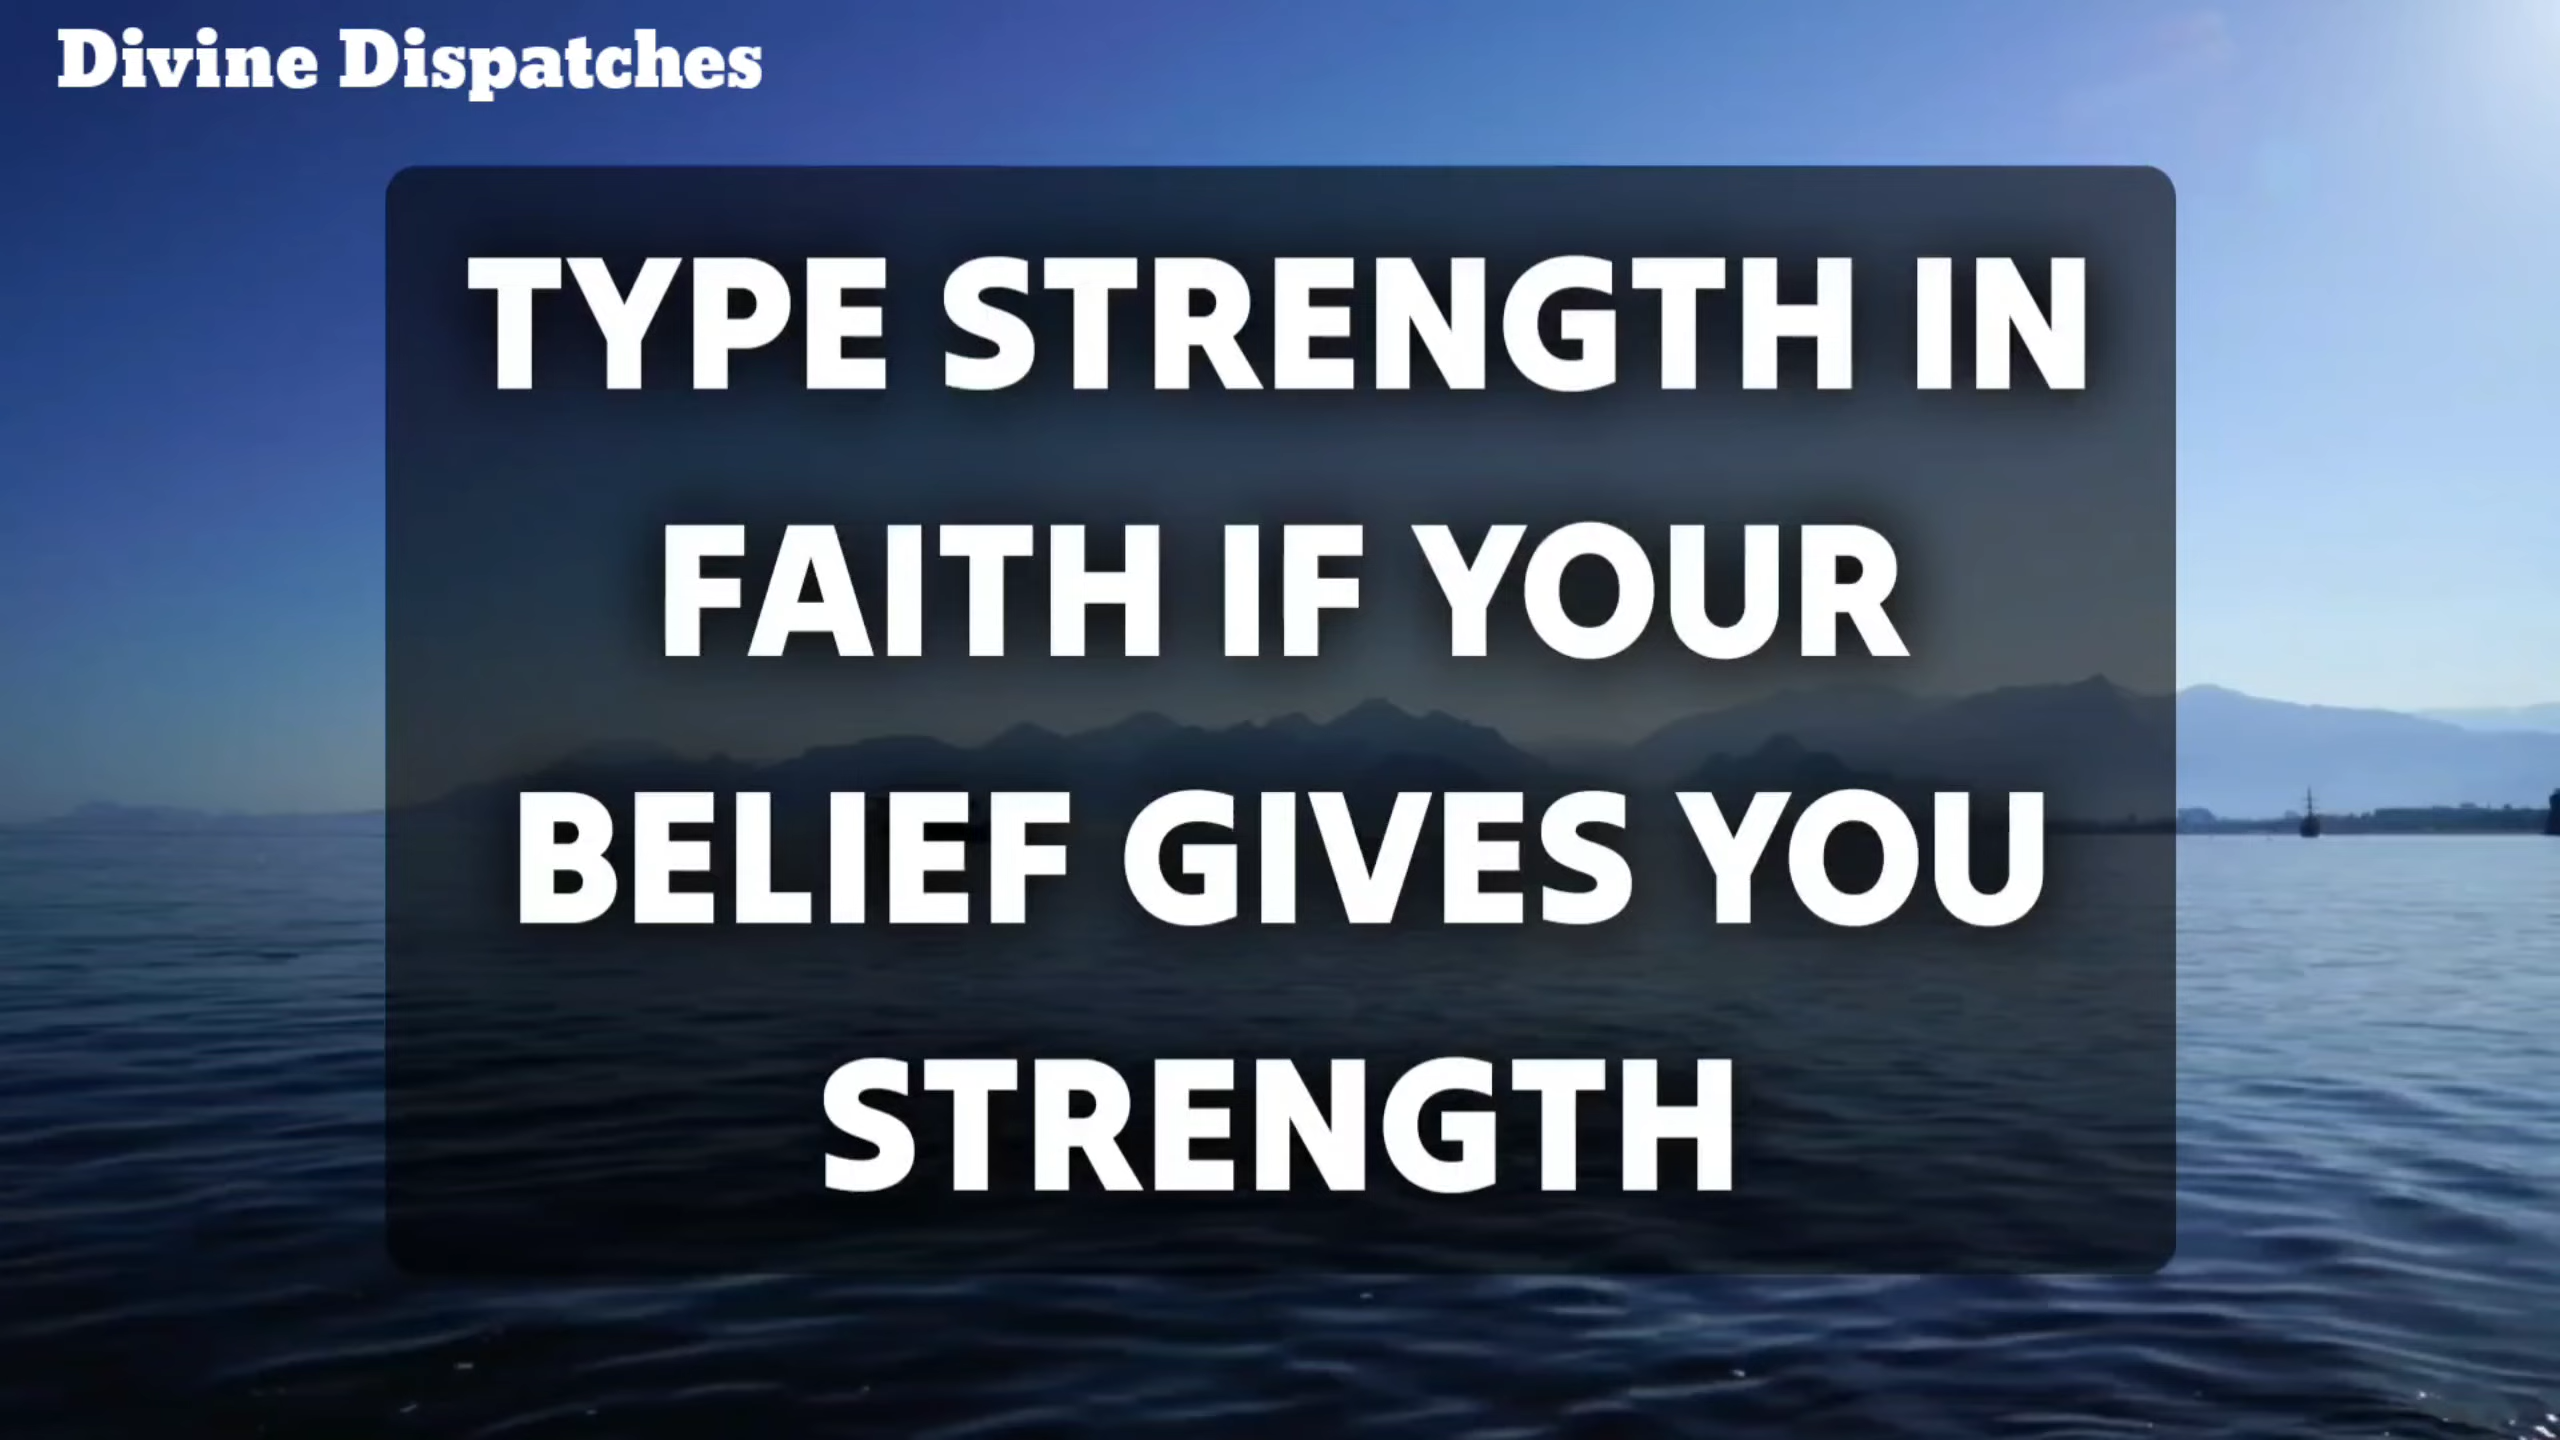 Divine Dispatches
TYPE STRENGTH IN
FAITH IF YOUR
BELIEF GIVES YOU
STRENGTH